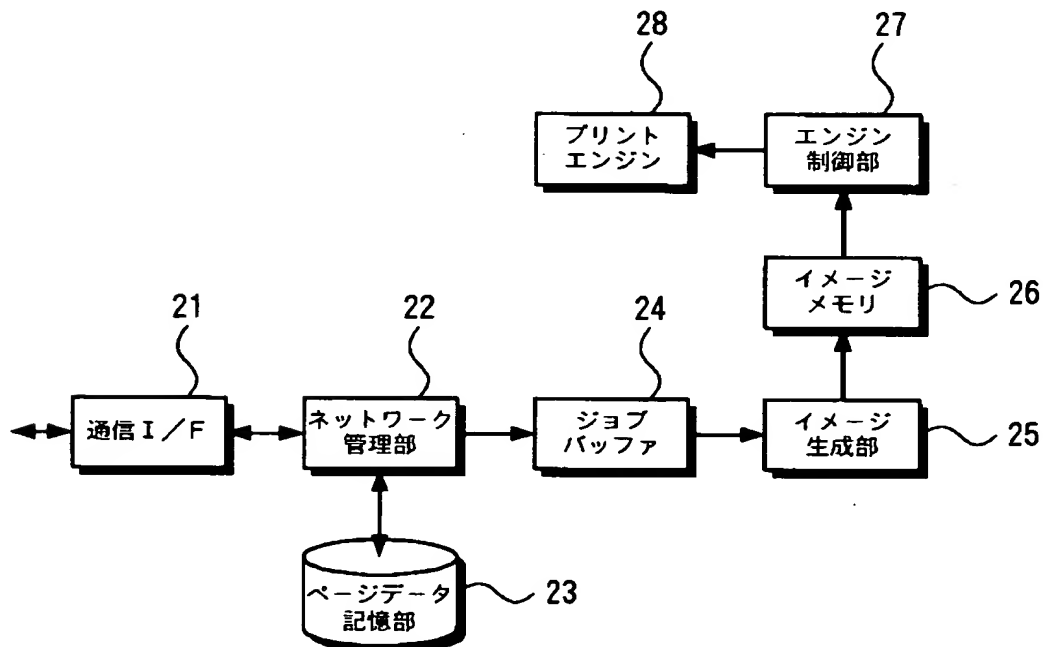 28
27
プリント
エンジン
エンジン
制御部
イメージ
メモリ
26
21
22
24
通信I/F
ネットワーク
管理部
ジョブ
バッファ
イメージ
生成部
25
ページデータ
記憶部
23